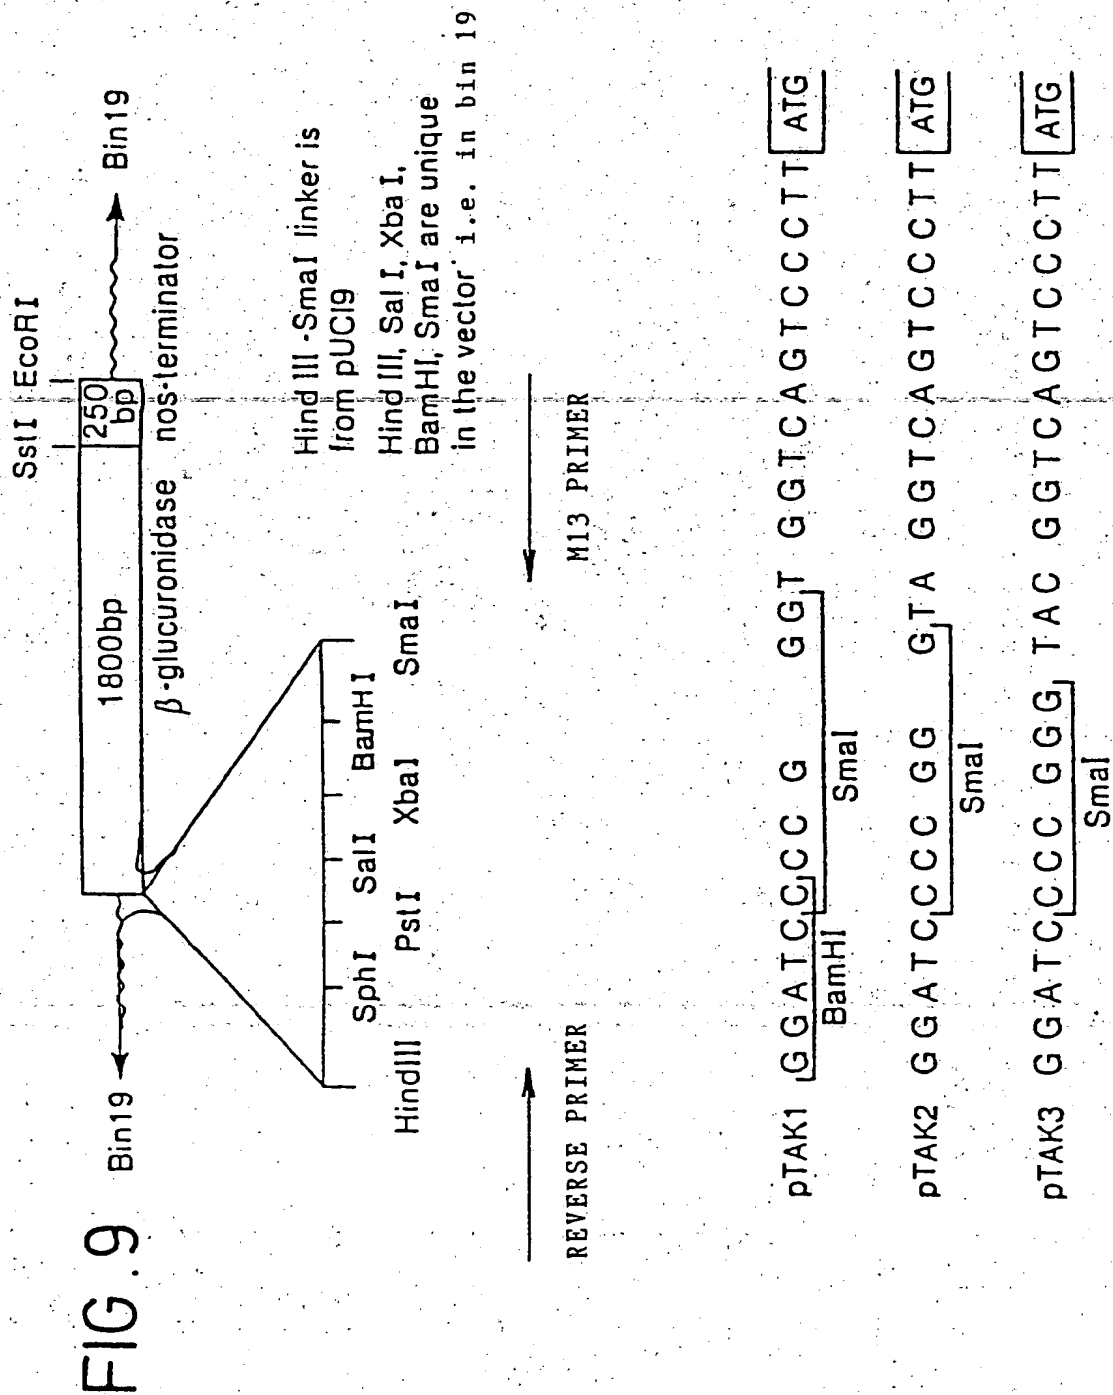 FIG. 9
SstI EcoRI
Bin19
1800bp
250
bp
Bin19
β-glucuronidase nos-terminator
SphI SalI BamHI
HindIII PstI XbaI SmaI
Hind III - SmaI linker is
from pUC19
Hind III, Sal I, Xba I,
BamHI, SmaI are unique
in the vector i.e. in bin 19
REVERSE PRIMER
M13 PRIMER
pTAK1 GGATCCCC G GGT GGTCAGTCCCTT ATG
BamHI SmaI
pTAK2 GGATCCCC GG GTA GGTCAGTCCCTT ATG
SmaI
pTAK3 GGATCCCC GGG TAC GGTCAGTCCCTT ATG
SmaI